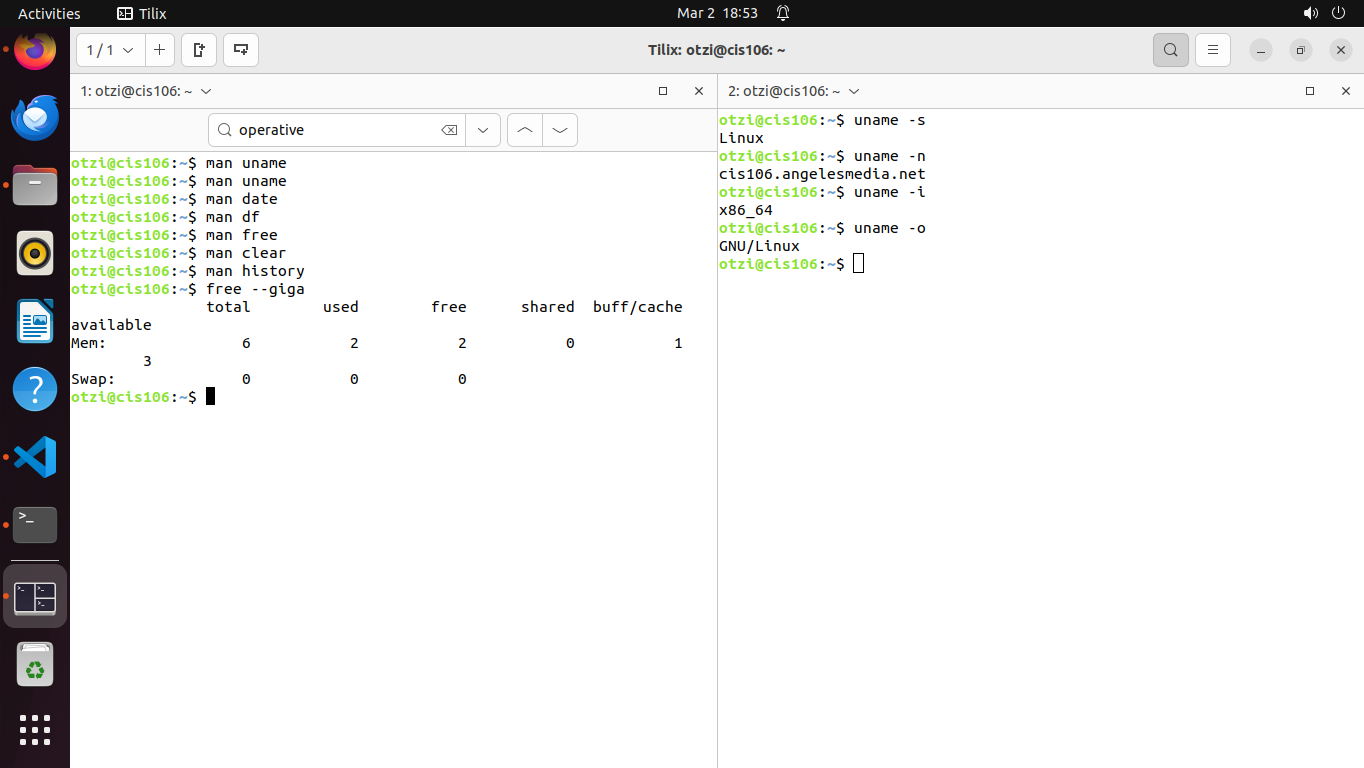 Activities Tilix Mar 2 18:53
1 / 1 Tilix: otzi@cis106: ~
1: otzi@cis106: ~
operative
otzi@cis106:~$ man uname
otzi@cis106:~$ man uname
otzi@cis106:~$ man date
otzi@cis106:~$ man df
otzi@cis106:~$ man free
otzi@cis106:~$ man clear
otzi@cis106:~$ man history
otzi@cis106:~$ free --giga
total used free shared buff/cache
available
Mem: 6 2 2 0 1
3
Swap: 0 0 0
otzi@cis106:~$
2: otzi@cis106: ~
otzi@cis106:~$ uname -s
Linux
otzi@cis106:~$ uname -n
cis106.angelesmedia.net
otzi@cis106:~$ uname -i
x86_64
otzi@cis106:~$ uname -o
GNU/Linux
otzi@cis106:~$